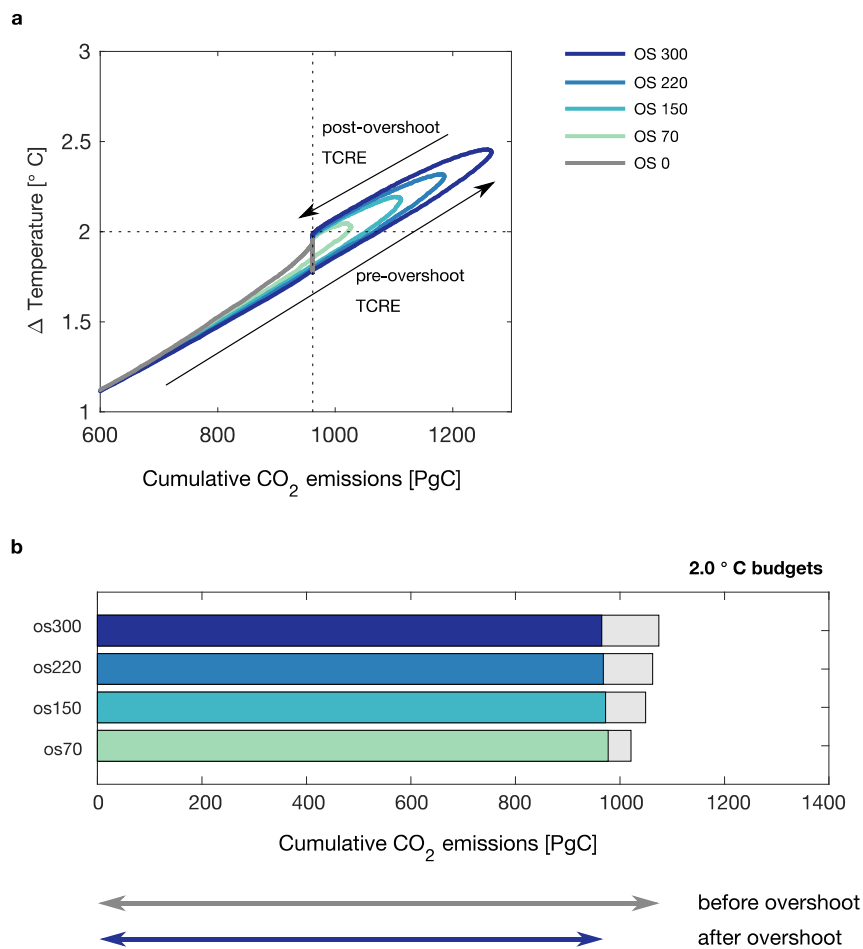 a
3
2.5
2
1.5
1
Δ Temperature [° C]
post-overshoot
TCRE
pre-overshoot
TCRE
600 800 1000 1200
Cumulative CO2 emissions [PgC]
OS 300
OS 220
OS 150
OS 70
OS 0
b
2.0 ° C budgets
os300
os220
os150
os70
0 200 400 600 800 1000 1200 1400
Cumulative CO2 emissions [PgC]
before overshoot
after overshoot